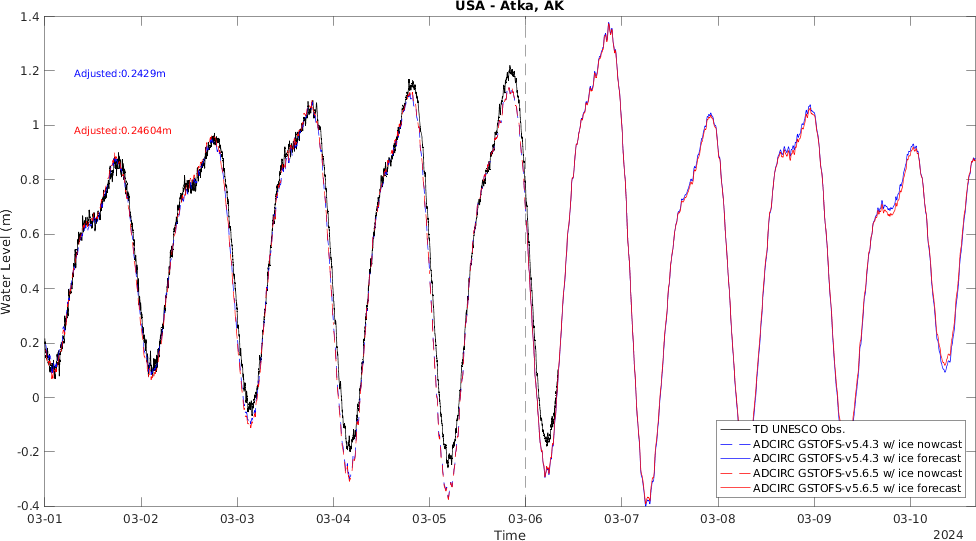 USA - Atka, AK
1.4
1.2
1
0.8
0.6
0.4
0.2
0
-0.2
-0.4
Water Level (m)
Adjusted:0.2429m
Adjusted:0.24604m
TD UNESCO Obs.
ADCIRC GSTOFS-v5.4.3 w/ ice nowcast
ADCIRC GSTOFS-v5.4.3 w/ ice forecast
ADCIRC GSTOFS-v5.6.5 w/ ice nowcast
ADCIRC GSTOFS-v5.6.5 w/ ice forecast
03-01 03-02 03-03 03-04 03-05 03-06 03-07 03-08 03-09 03-10
Time
2024